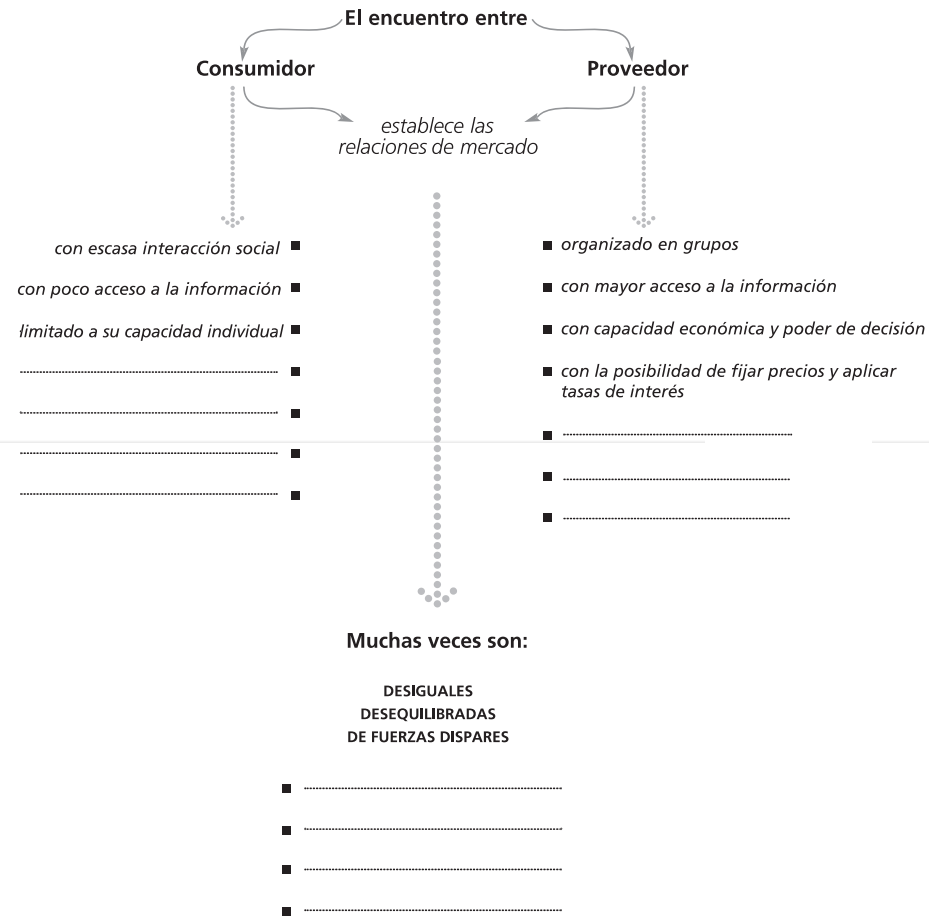 El encuentro entre
Consumidor
Proveedor
establece las
relaciones de mercado
con escasa interacción social
con poco acceso a la información
limitado a su capacidad individual
organizado en grupos
con mayor acceso a la información
con capacidad económica y poder de decisión
con la posibilidad de fijar precios y aplicar
tasas de interés
Muchas veces son:
DESIGUALES
DESEQUILIBRADAS
DE FUERZAS DISPARES